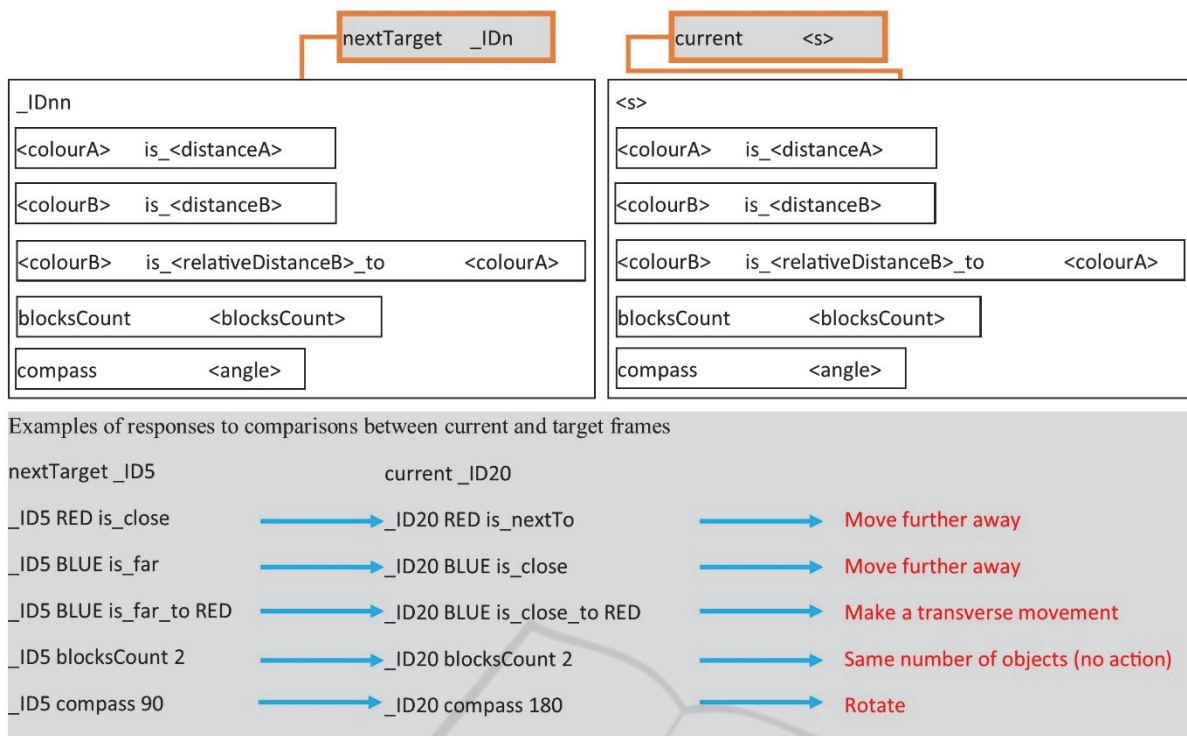 nextTarget _IDn
current <s>
_IDnn
<colourA> is_<distanceA>
<colourB> is_<distanceB>
<colourB> is_<relativeDistanceB>_to <colourA>
blocksCount <blocksCount>
compass <angle>
<s>
<colourA> is_<distanceA>
<colourB> is_<distanceB>
<colourB> is_<relativeDistanceB>_to <colourA>
blocksCount <blocksCount>
compass <angle>
Examples of responses to comparisons between current and target frames
nextTarget _ID5 current _ID20
_ID5 RED is_close _ID20 RED is_nextTo Move further away
_ID5 BLUE is_far _ID20 BLUE is_close Move further away
_ID5 BLUE is_far_to RED _ID20 BLUE is_close_to RED Make a transverse movement
_ID5 blocksCount 2 _ID20 blocksCount 2 Same number of objects (no action)
_ID5 compass 90 _ID20 compass 180 Rotate